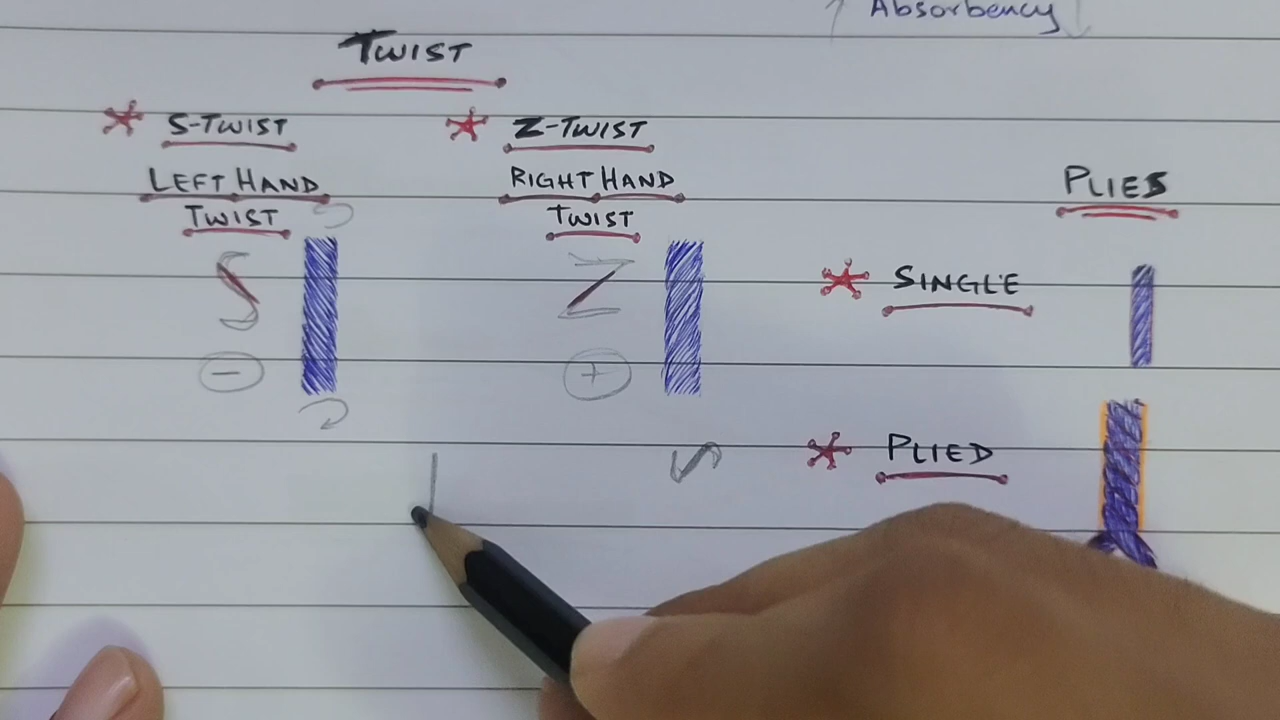 Absorbency
TWIST
S-TWIST
LEFT HAND
TWIST
S
−
Z-TWIST
RIGHT HAND
TWIST
Z
+
PLIES
SINGLE
PLIED